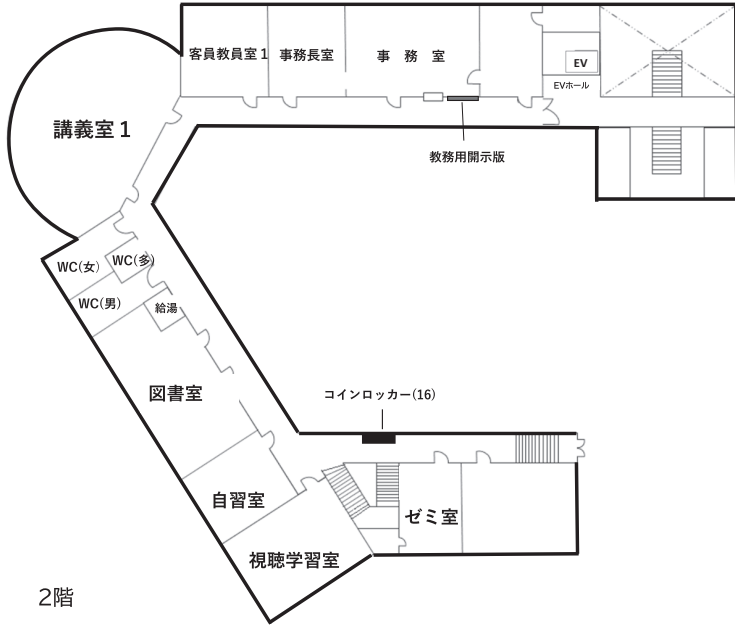 客員教員室1
事務長室
事 務 室
EV
EVホール
講義室1
教務用開示版
WC(女)
WC(多)
WC(男)
給湯
図書室
コインロッカー(16)
自習室
ゼミ室
視聴学習室
2階